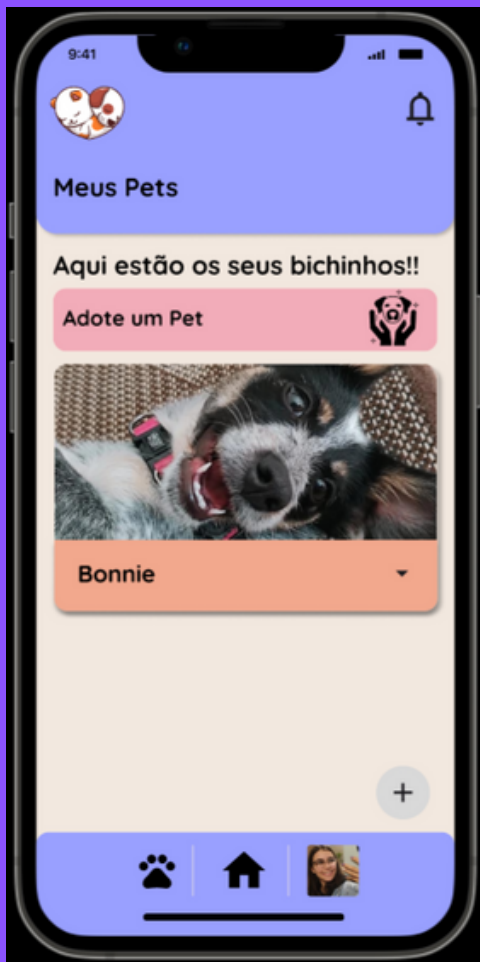 9:41
Meus Pets
Aqui estão os seus bichinhos!!
Adote um Pet
Bonnie